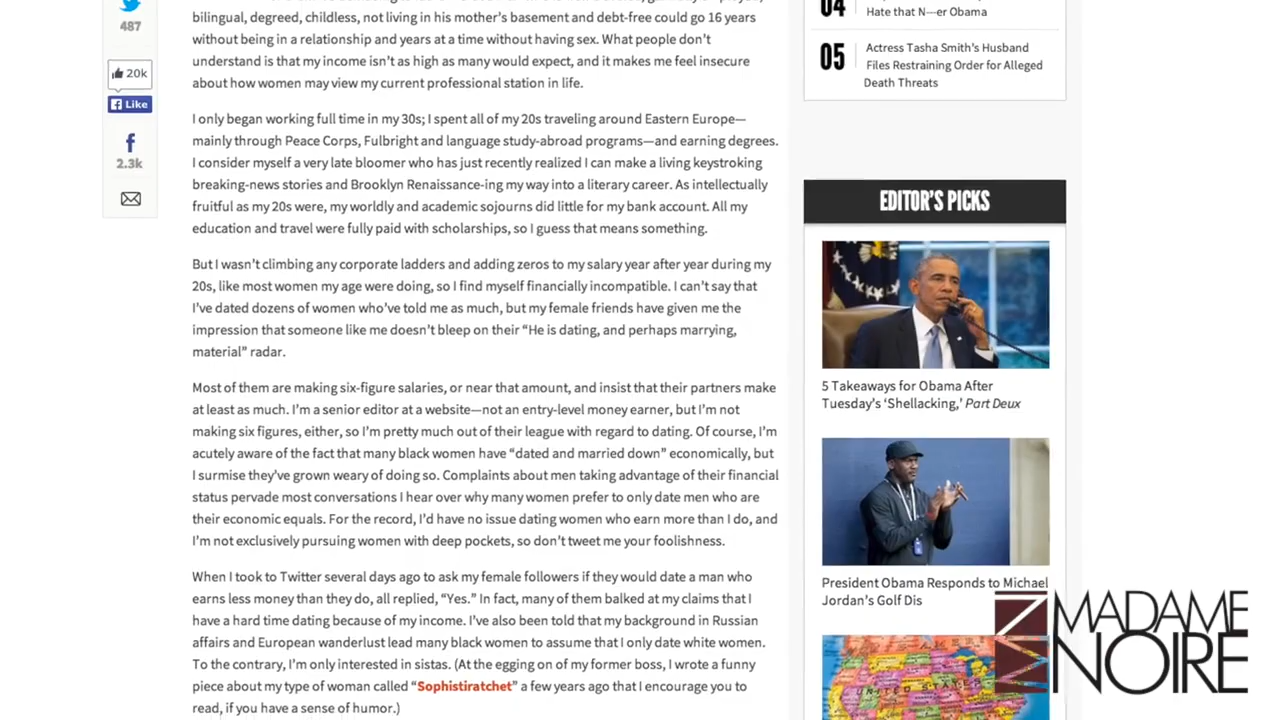 bilingual, degreed, childless, not living in his mother’s basement and debt-free could go 16 years
without being in a relationship and years at a time without having sex. What people don’t
understand is that my income isn’t as high as many would expect, and it makes me feel insecure
about how women may view my current professional station in life.
I only began working full time in my 30s; I spent all of my 20s traveling around Eastern Europe—
mainly through Peace Corps, Fulbright and language study-abroad programs—and earning degrees.
I consider myself a very late bloomer who has just recently realized I can make a living keystroking
breaking-news stories and Brooklyn Renaissance-ing my way into a literary career. As intellectually
fruitful as my 20s were, my worldly and academic sojourns did little for my bank account. All my
education and travel were fully paid with scholarships, so I guess that means something.
But I wasn’t climbing any corporate ladders and adding zeros to my salary year after year during my
20s, like most women my age were doing, so I find myself financially incompatible. I can’t say that
I’ve dated dozens of women who’ve told me as much, but my female friends have given me the
impression that someone like me doesn’t bleep on their “He is dating, and perhaps marrying,
material” radar.
Most of them are making six-figure salaries, or near that amount, and insist that their partners make
at least as much. I’m a senior editor at a website—not an entry-level money earner, but I’m not
making six figures, either, so I’m pretty much out of their league with regard to dating. Of course, I’m
acutely aware of the fact that many black women have “dated and married down” economically, but
I surmise they’ve grown weary of doing so. Complaints about men taking advantage of their financial
status pervade most conversations I hear over why many women prefer to only date men who are
their economic equals. For the record, I’d have no issue dating women who earn more than I do, and
I’m not exclusively pursuing women with deep pockets, so don’t tweet me your foolishness.
When I took to Twitter several days ago to ask my female followers if they would date a man who
earns less money than they do, all replied, “Yes.” In fact, many of them balked at my claims that I
have a hard time dating because of my income. I’ve also been told that my background in Russian
affairs and European wanderlust lead many black women to assume that I only date white women.
To the contrary, I’m only interested in sistas. (At the egging on of my former boss, I wrote a funny
piece about my type of woman called “Sophistiratchet” a few years ago that I encourage you to
read, if you have a sense of humor.)
487
20k
Like
2.3k
04
Hate that N---er Obama
05
Actress Tasha Smith’s Husband
Files Restraining Order for Alleged
Death Threats
EDITOR’S PICKS
5 Takeaways for Obama After
Tuesday’s ‘Shellacking,’ Part Deux
President Obama Responds to Michael
Jordan’s Golf Dis
UNITED STATES
MADAME
NOIRE